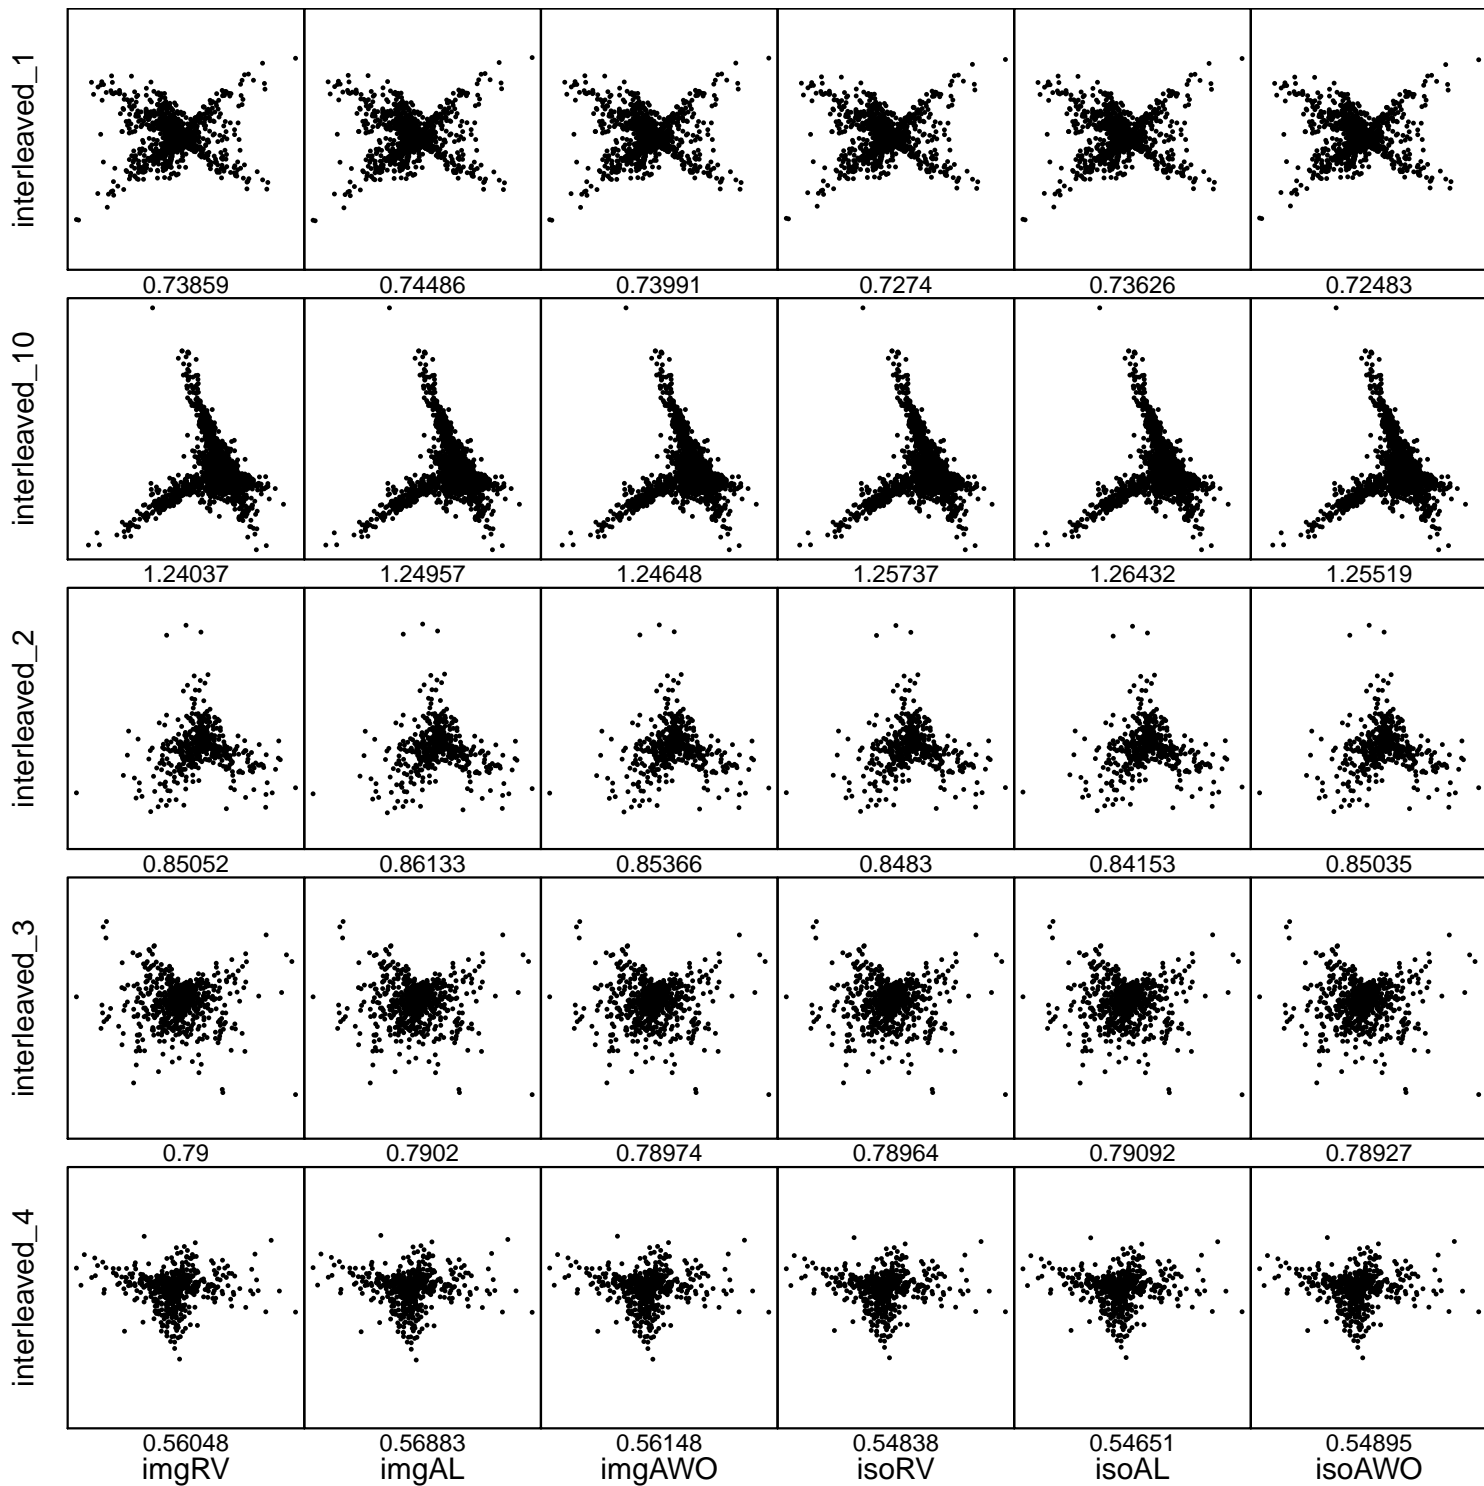 interleaved_1
0.73859 0.74486 0.73991 0.7274 0.73626 0.72483
interleaved_10
1.24037 1.24957 1.24648 1.25737 1.26432 1.25519
interleaved_2
0.85052 0.86133 0.85366 0.8483 0.84153 0.85035
interleaved_3
0.79 0.7902 0.78974 0.78964 0.79092 0.78927
interleaved_4
0.56048 0.56883 0.56148 0.54838 0.54651 0.54895
imgRV imgAL imgAWO isoRV isoAL isoAWO